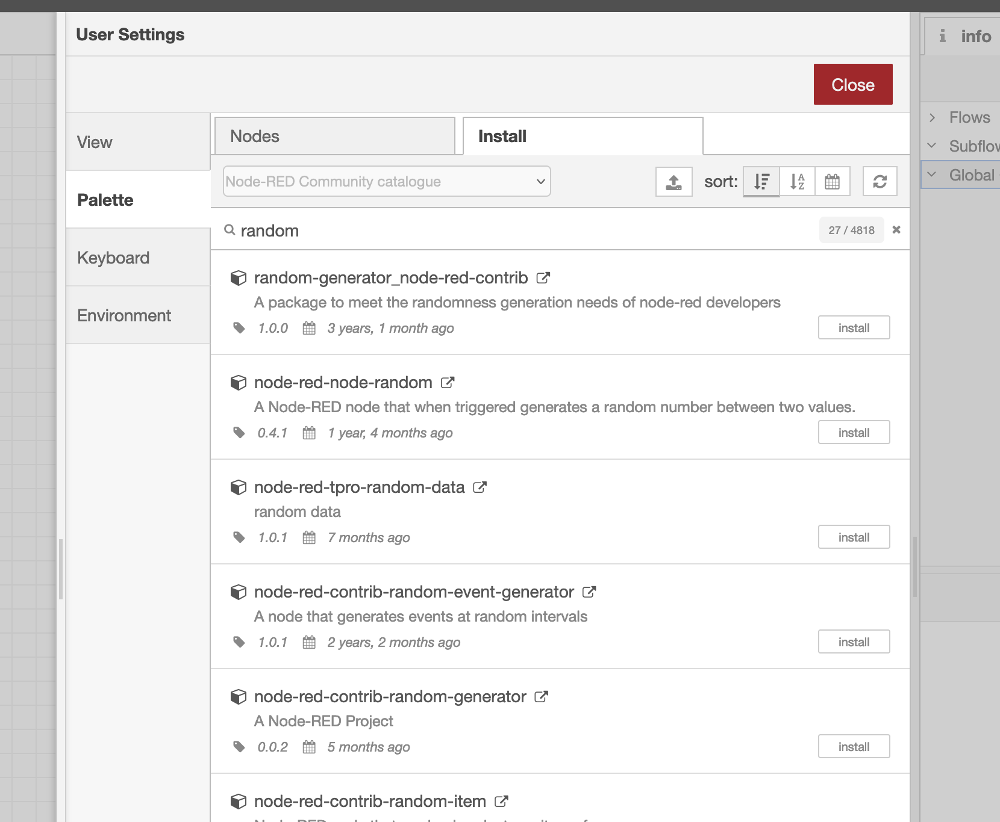 User Settings
info
Close
View
Palette
Keyboard
Environment
Nodes
Install
Node-RED Community catalogue
sort:
random
27 / 4818
random-generator_node-red-contrib
A package to meet the randomness generation needs of node-red developers
1.0.0 3 years, 1 month ago
install
node-red-node-random
A Node-RED node that when triggered generates a random number between two values.
0.4.1 1 year, 4 months ago
install
node-red-tpro-random-data
random data
1.0.1 7 months ago
install
node-red-contrib-random-event-generator
A node that generates events at random intervals
1.0.1 2 years, 2 months ago
install
node-red-contrib-random-generator
A Node-RED Project
0.0.2 5 months ago
install
node-red-contrib-random-item
Flows
Subflow
Global